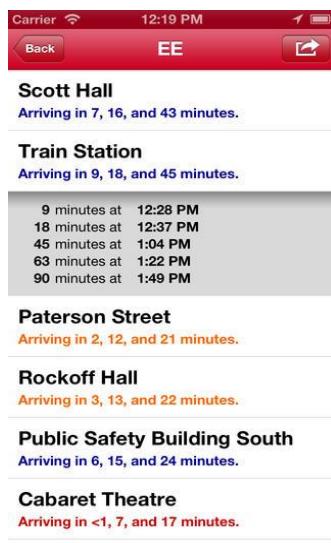 Carrier 12:19 PM
Back EE
Scott Hall
Arriving in 7, 16, and 43 minutes.
Train Station
Arriving in 9, 18, and 45 minutes.
9 minutes at 12:28 PM
18 minutes at 12:37 PM
45 minutes at 1:04 PM
63 minutes at 1:22 PM
90 minutes at 1:49 PM
Paterson Street
Arriving in 2, 12, and 21 minutes.
Rockoff Hall
Arriving in 3, 13, and 22 minutes.
Public Safety Building South
Arriving in 6, 15, and 24 minutes.
Cabaret Theatre
Arriving in <1, 7, and 17 minutes.